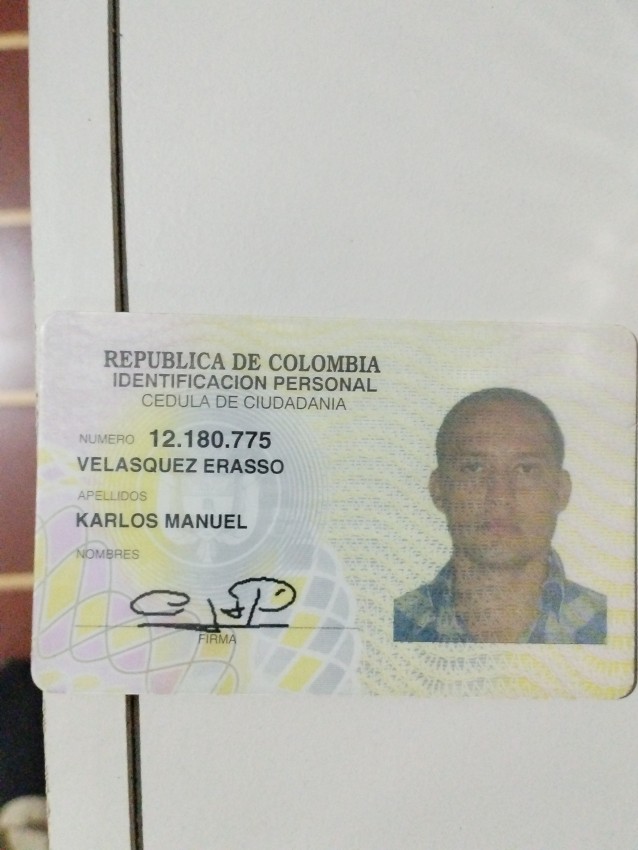 REPUBLICA DE COLOMBIA
IDENTIFICACION PERSONAL
CEDULA DE CIUDADANIA
NUMERO 12.180.775
VELASQUEZ ERASSO
APELLIDOS
KARLOS MANUEL
NOMBRES
FIRMA